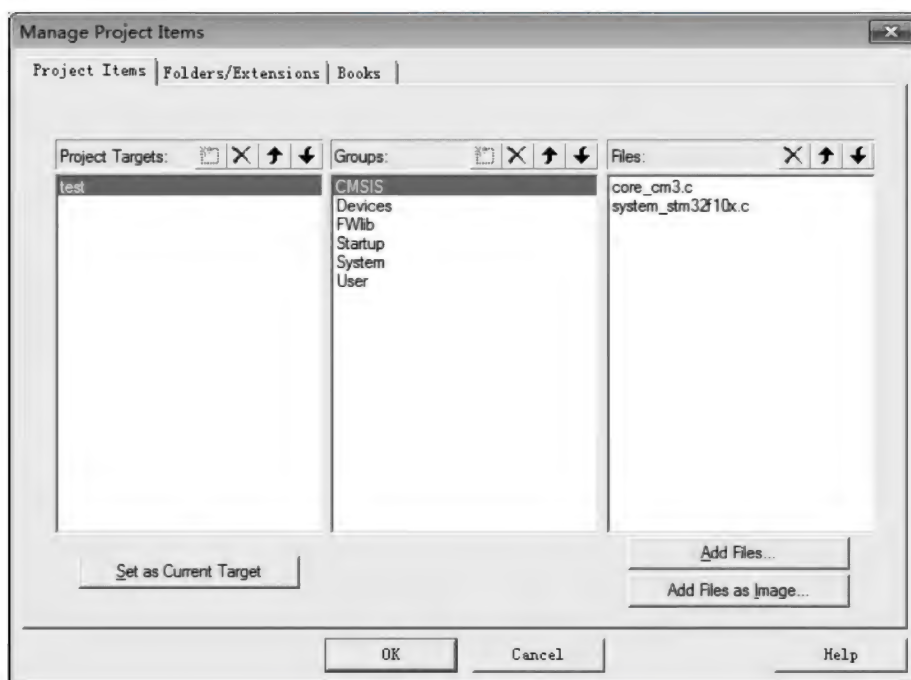 Manage Project Items
Project Items Folders/Extensions Books
Project Targets: Groups: Files:
test CMSIS core_cm3.c
Devices system_stm32f10x.c
FWlib
Startup
System
User
Add Files...
Set as Current Target
Add Files as Image...
OK Cancel Help